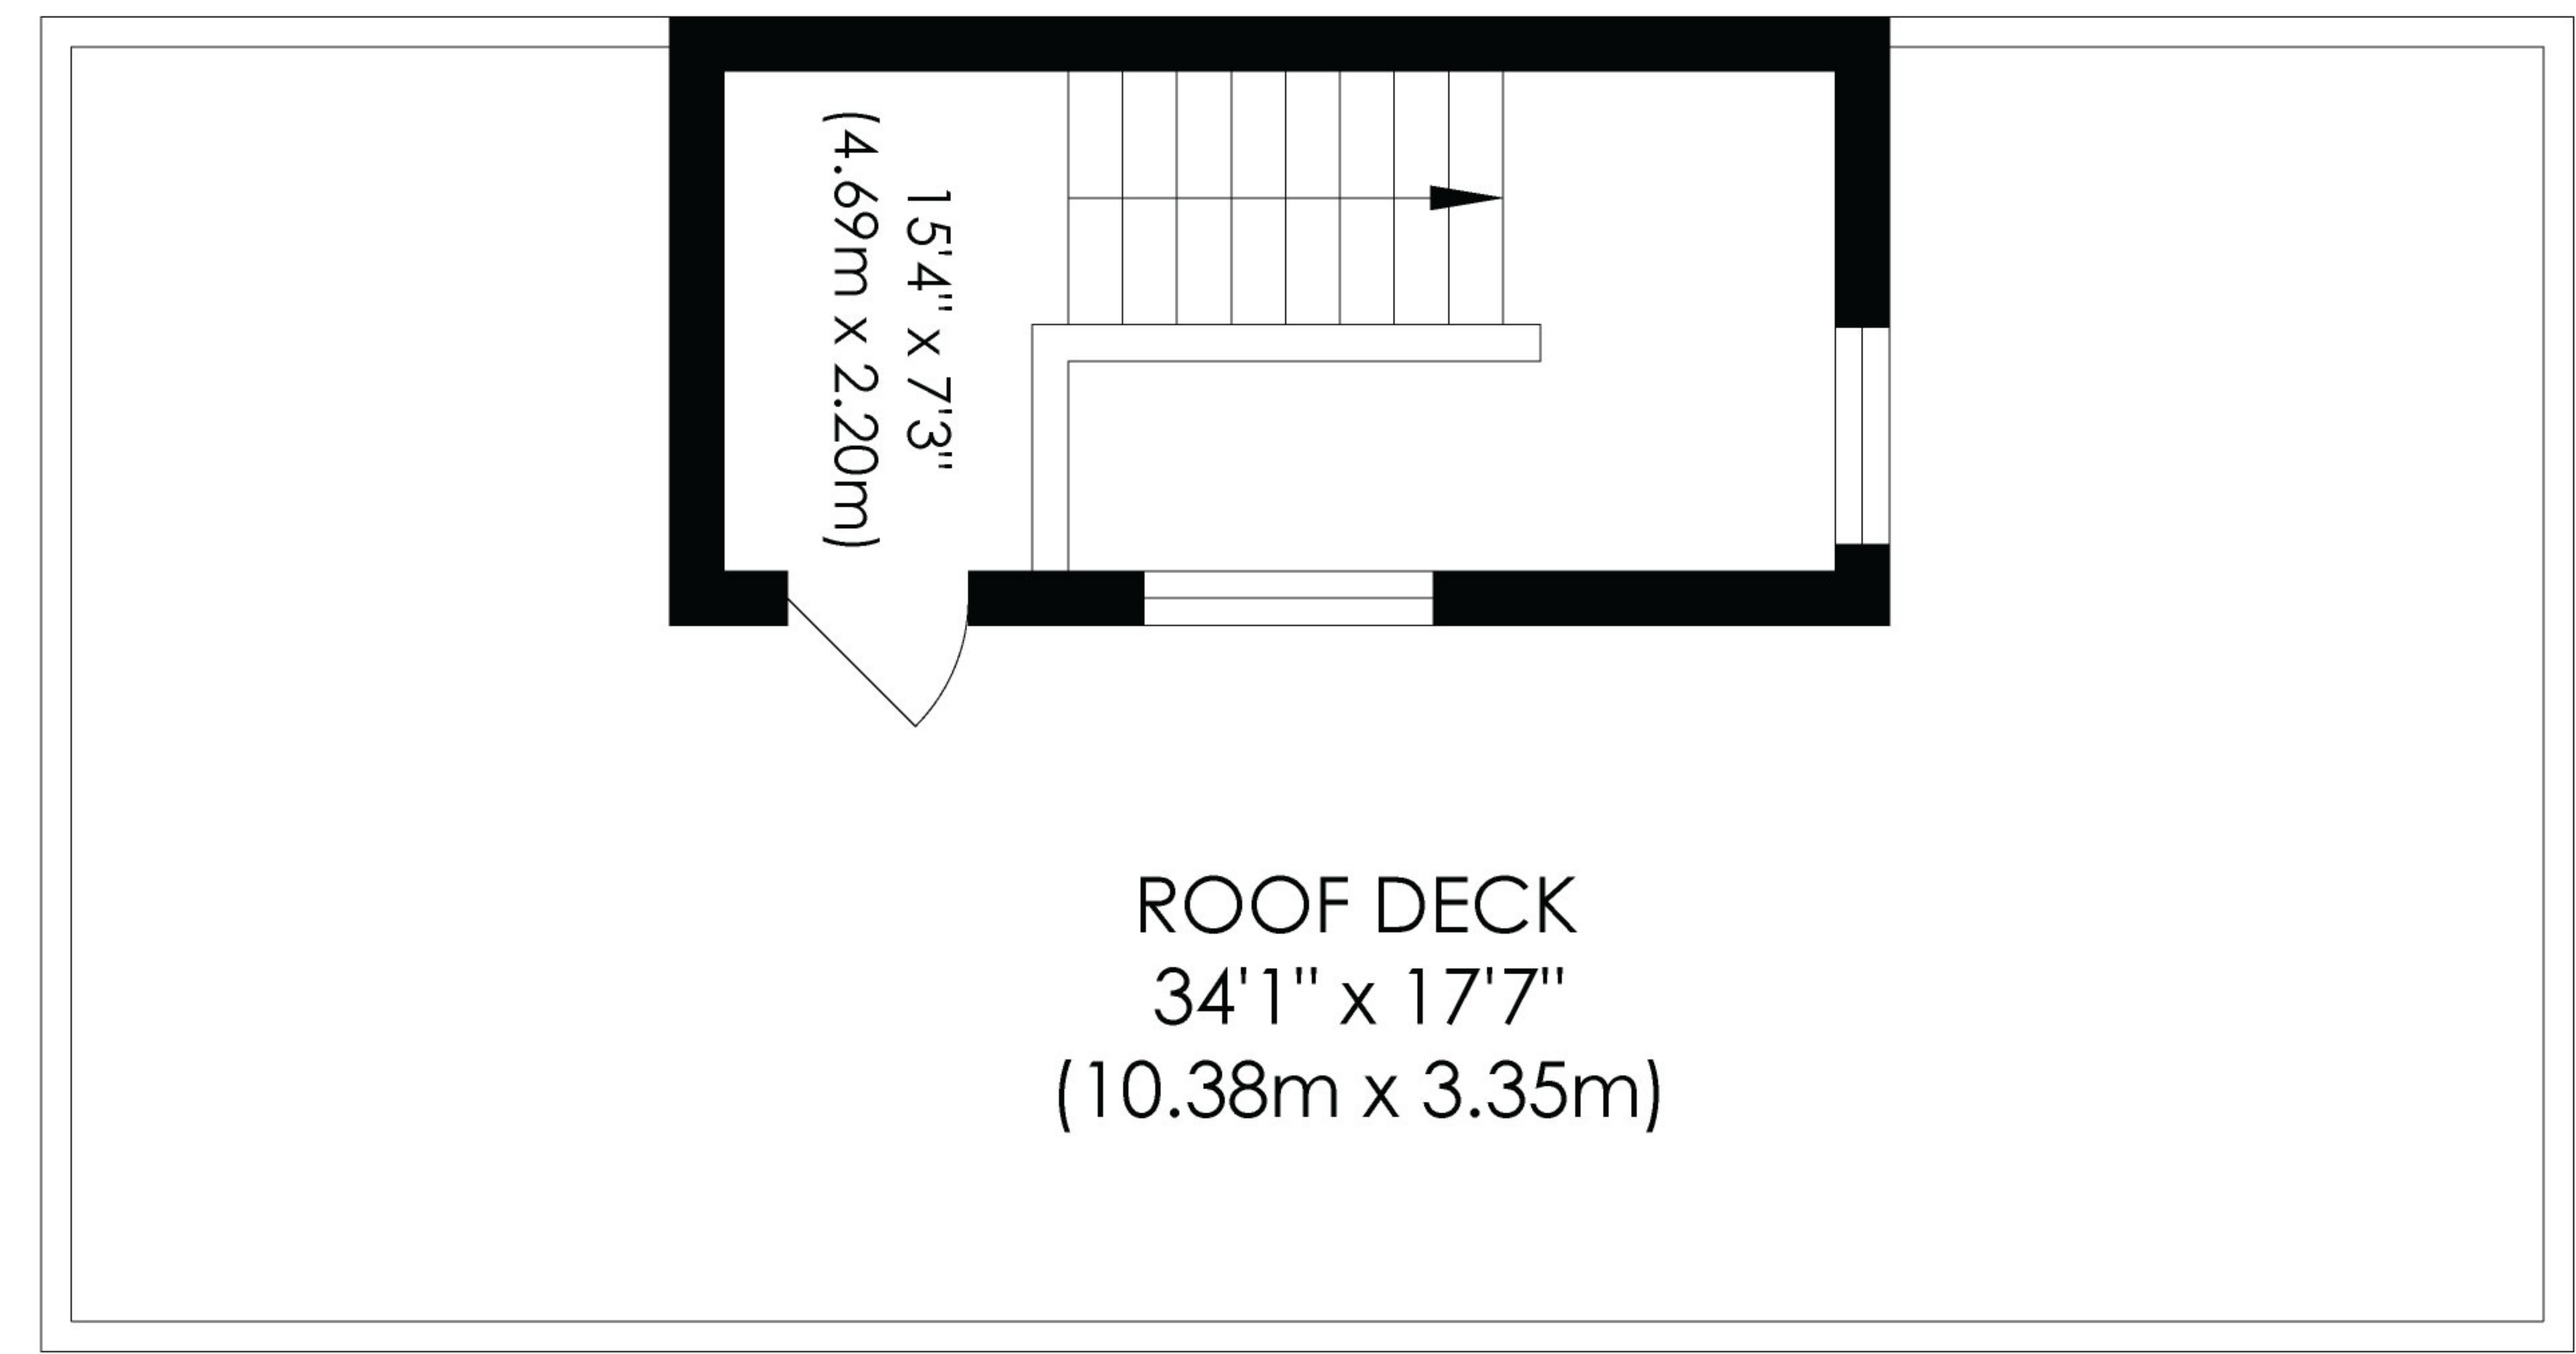 15'4" x 7'3"
(4.69m x 2.20m)
ROOF DECK
34'1" x 17'7"
(10.38m x 3.35m)